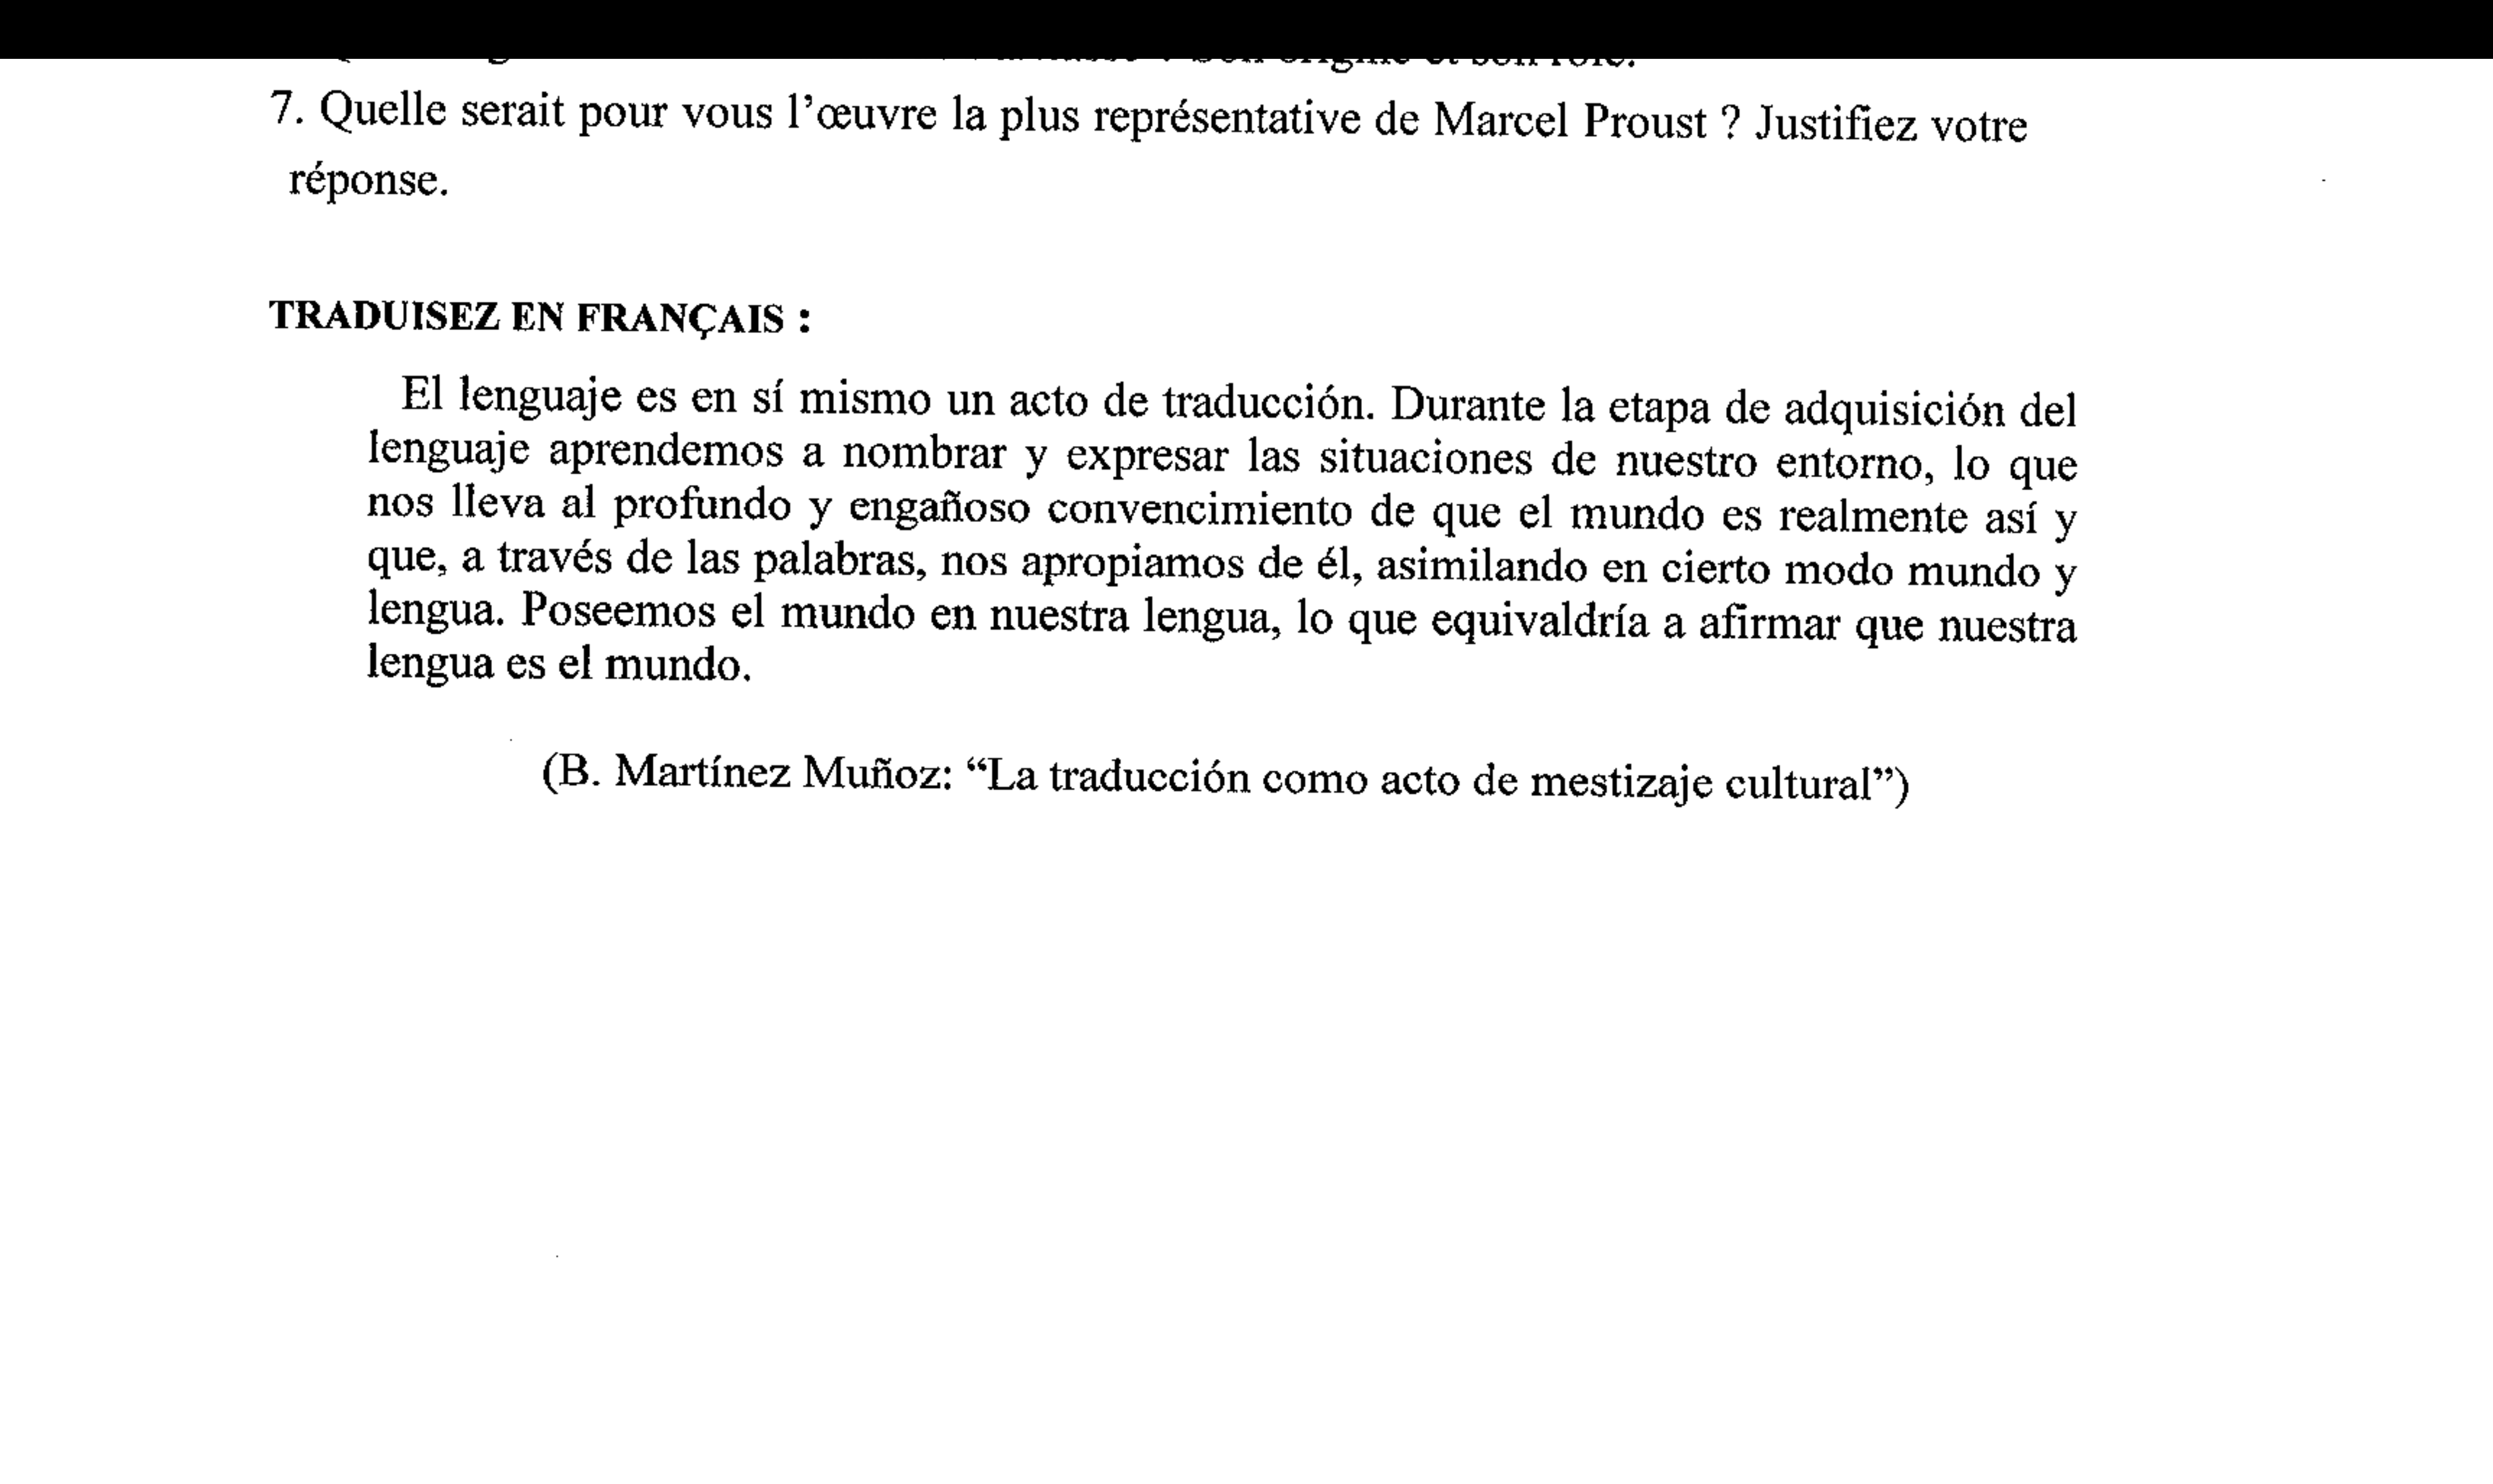 origine et son rôle.
7. Quelle serait pour vous l’œuvre la plus représentative de Marcel Proust ? Justifiez votre
réponse.
TRADUISEZ EN FRANÇAIS :
El lenguaje es en sí mismo un acto de traducción. Durante la etapa de adquisición del
lenguaje aprendemos a nombrar y expresar las situaciones de nuestro entorno, lo que
nos lleva al profundo y engañoso convencimiento de que el mundo es realmente así y
que, a través de las palabras, nos apropiamos de él, asimilando en cierto modo mundo y
lengua. Poseemos el mundo en nuestra lengua, lo que equivaldría a afirmar que nuestra
lengua es el mundo.
(B. Martínez Muñoz: “La traducción como acto de mestizaje cultural”)